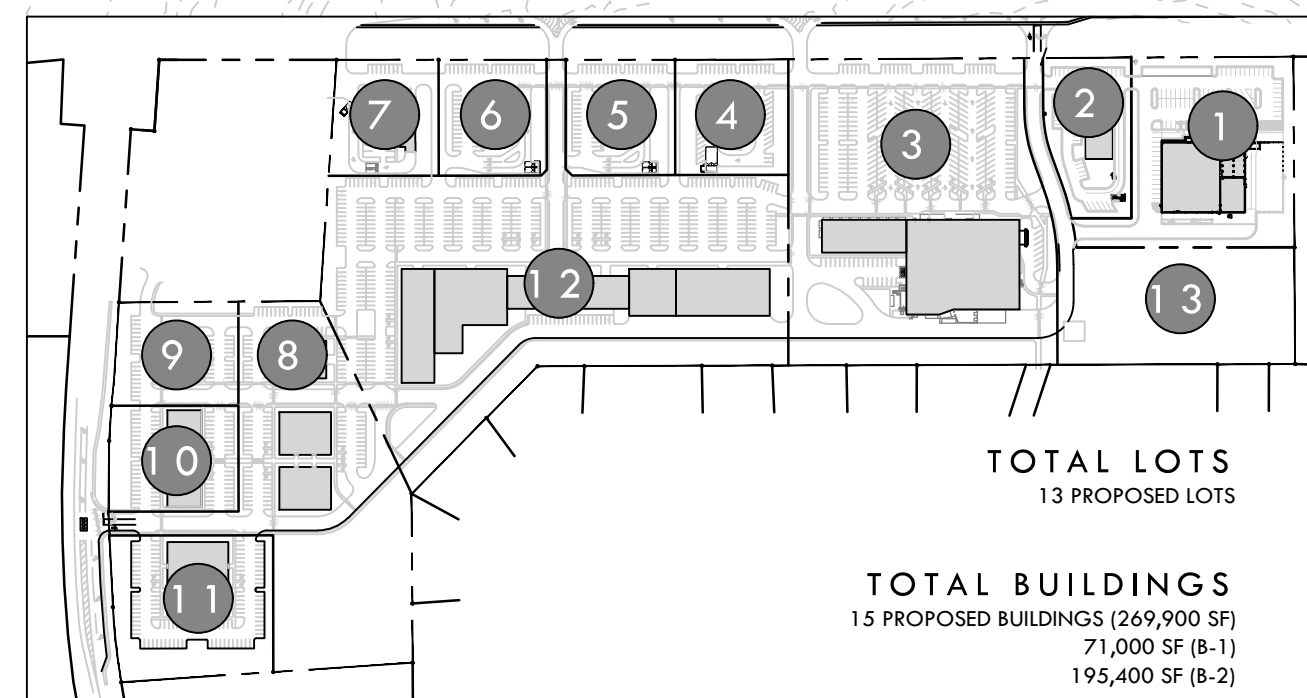 7
6
5
4
3
2
1
12
13
9
8
10
11
TOTAL LOTS
13 PROPOSED LOTS
TOTAL BUILDINGS
15 PROPOSED BUILDINGS (269,900 SF)
71,000 SF (B-1)
195,400 SF (B-2)